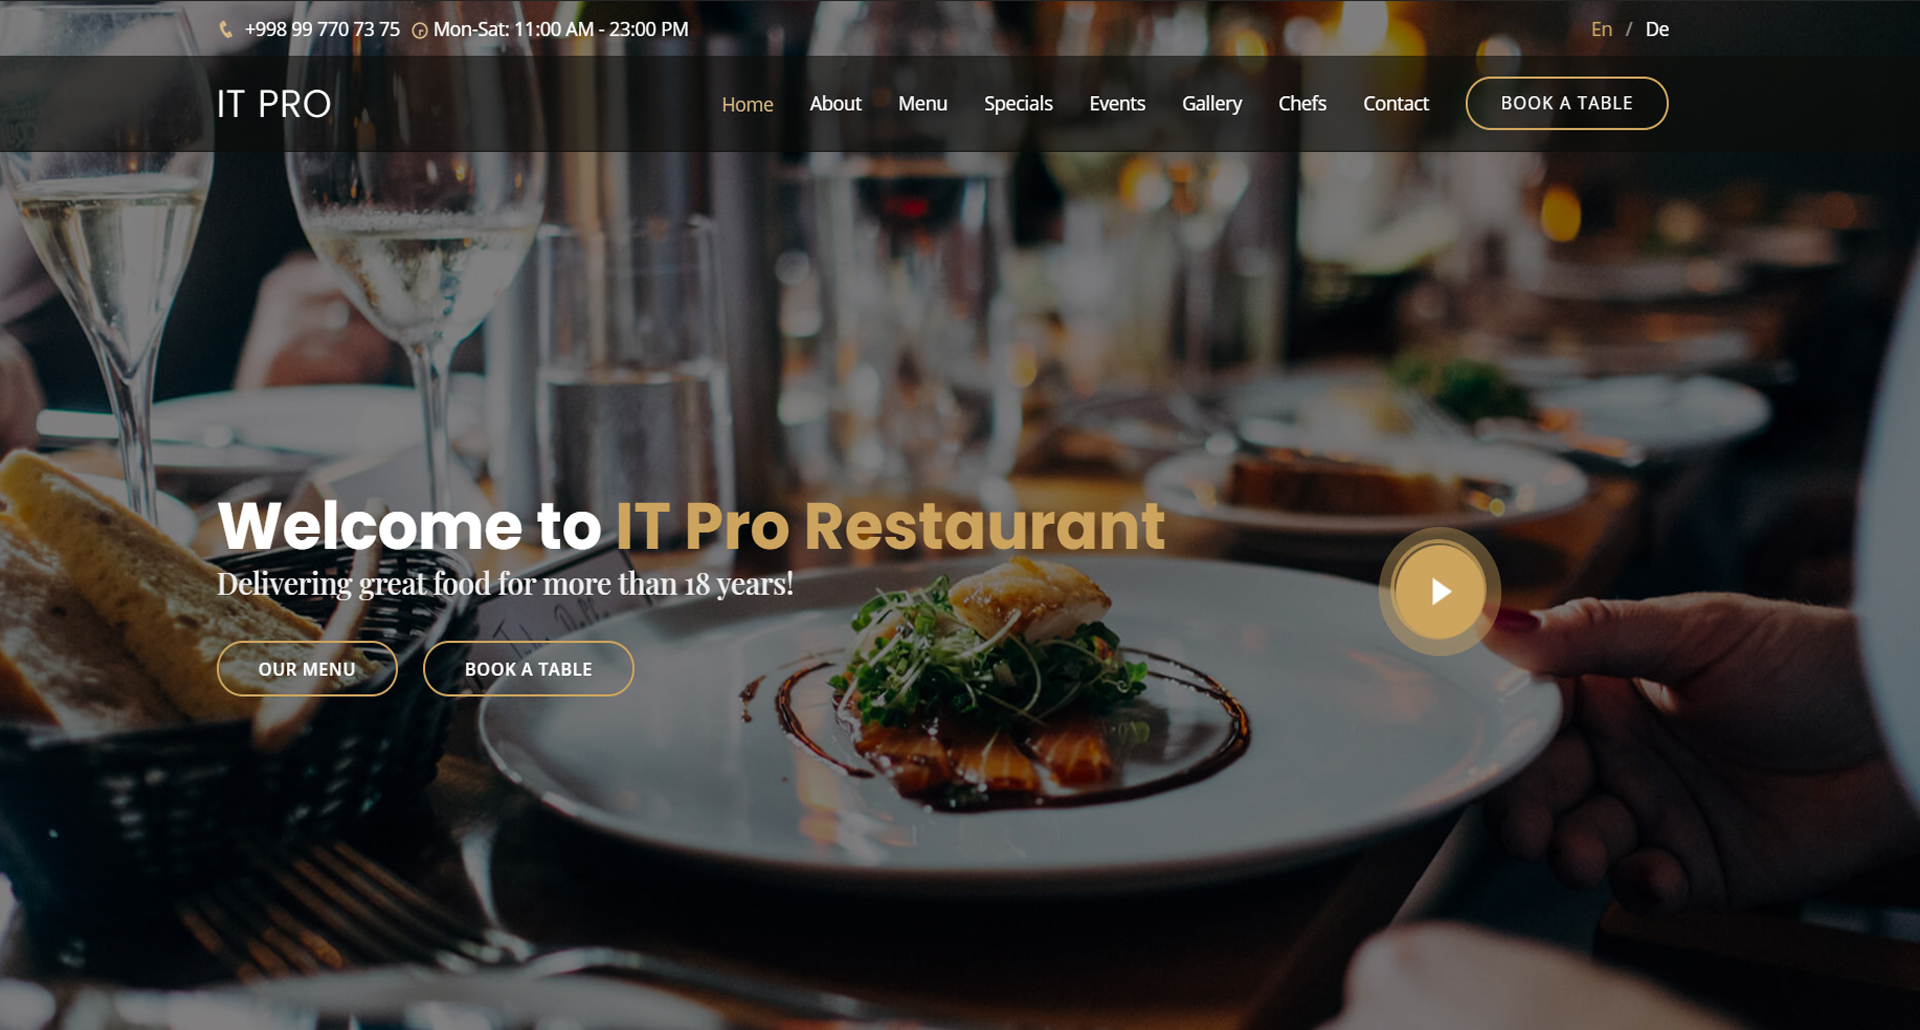 +998 99 770 73 75 Mon-Sat: 11:00 AM - 23:00 PM
En / De
IT PRO
Home About Menu Specials Events Gallery Chefs Contact BOOK A TABLE
Welcome to IT Pro Restaurant
Delivering great food for more than 18 years!
OUR MENU BOOK A TABLE